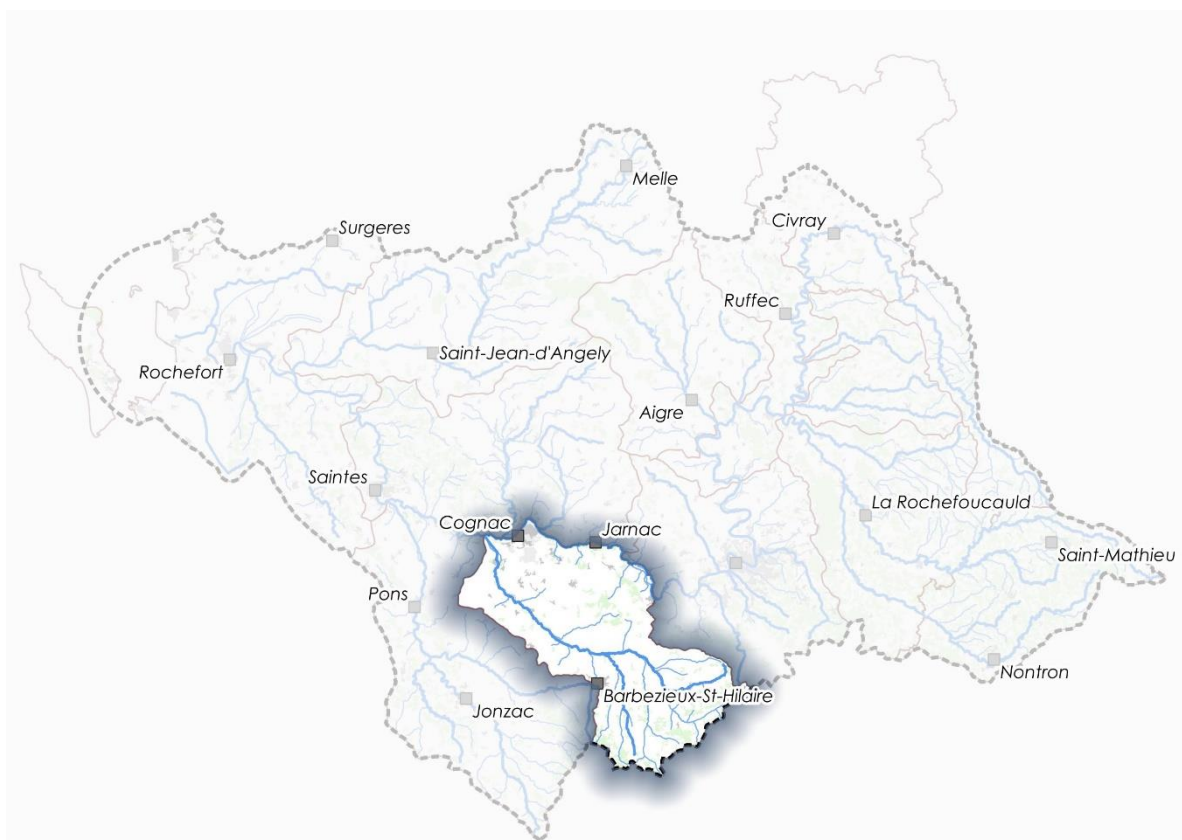 Melle
Civray
Surgeres
Ruffec
Saint-Jean-d'Angely
Rochefort
Aigre
Saintes
La Rochefoucauld
Cognac
Jarnac
Saint-Mathieu
Pons
Nontron
Barbezieux-St-Hilaire
Jonzac